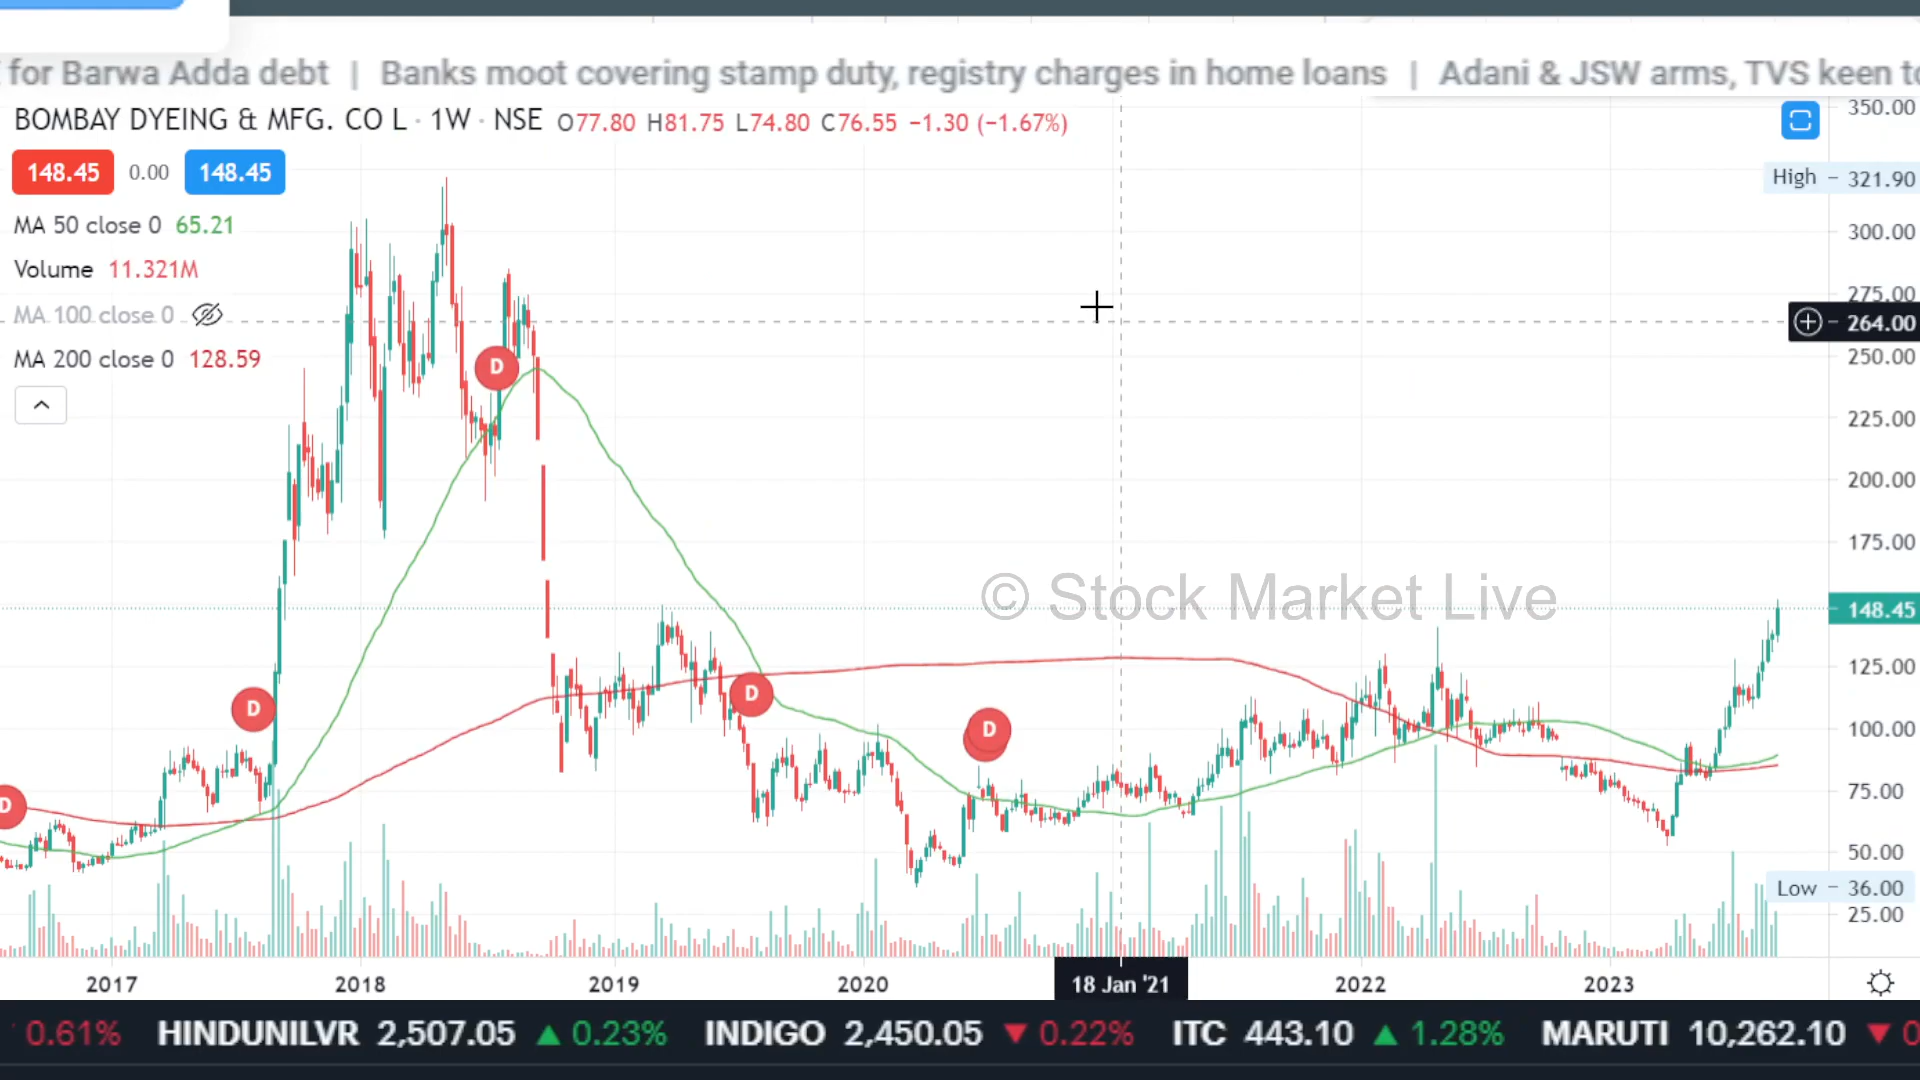 for Barwa Adda debt | Banks moot covering stamp duty, registry charges in home loans | Adani & JSW arms, TVS keen to
BOMBAY DYEING & MFG. CO L · 1W · NSE O77.80 H81.75 L74.80 C76.55 −1.30 (−1.67%)
148.45 0.00 148.45
MA 50 close 0 65.21
Volume 11.321M
MA 100 close 0
MA 200 close 0 128.59
350.00
High 321.90
300.00
275.00
264.00
250.00
225.00
200.00
175.00
148.45
125.00
100.00
75.00
50.00
Low 36.00
25.00
D
D
D
D
D
© Stock Market Live
2017 2018 2019 2020 18 Jan '21 2022 2023
0.61% HINDUNILVR 2,507.05 ▲ 0.23% INDIGO 2,450.05 ▼ 0.22% ITC 443.10 ▲ 1.28% MARUTI 10,262.10 ▼ 0